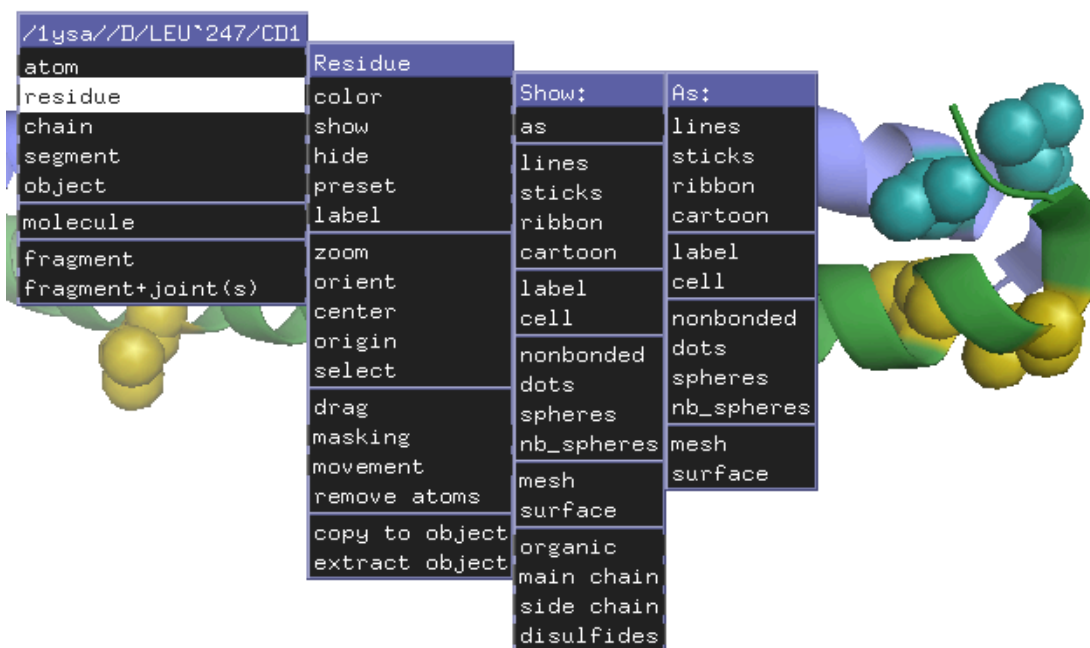 /1ysa//D/LEU`247/CD1
atom
residue
chain
segment
object
molecule
fragment
fragment+joint(s)
Residue
color
show
hide
preset
label
zoom
orient
center
origin
select
drag
masking
movement
remove atoms
copy to object
extract object
Show:
as
lines
sticks
ribbon
cartoon
label
cell
nonbonded
dots
spheres
nb_spheres
mesh
surface
organic
main chain
side chain
disulfides
As:
lines
sticks
ribbon
cartoon
label
cell
nonbonded
dots
spheres
nb_spheres
mesh
surface